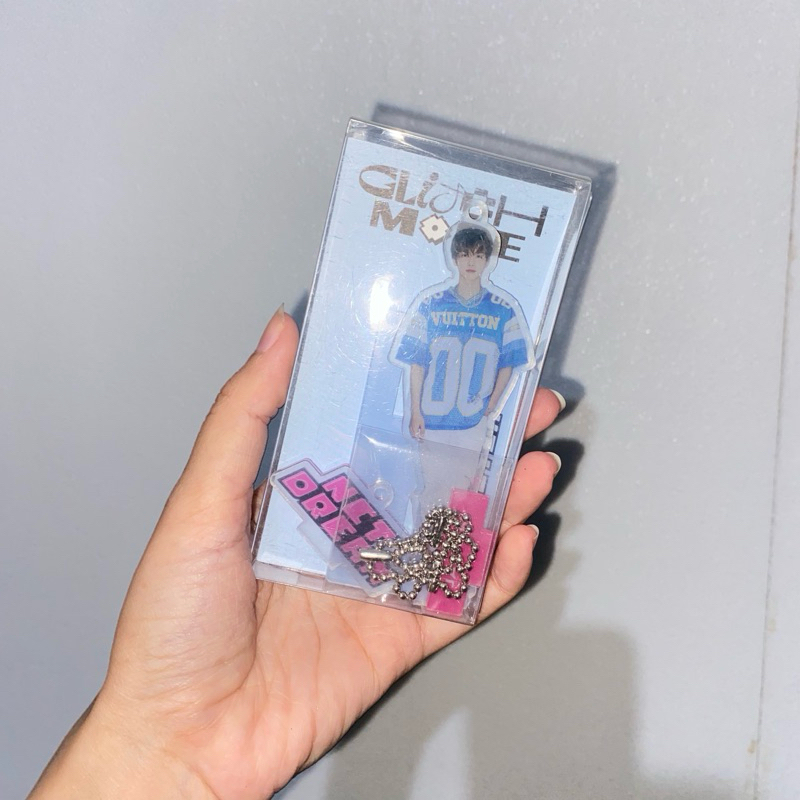 GLitcH
MODE
VUITTON
00
NCT
DREAM